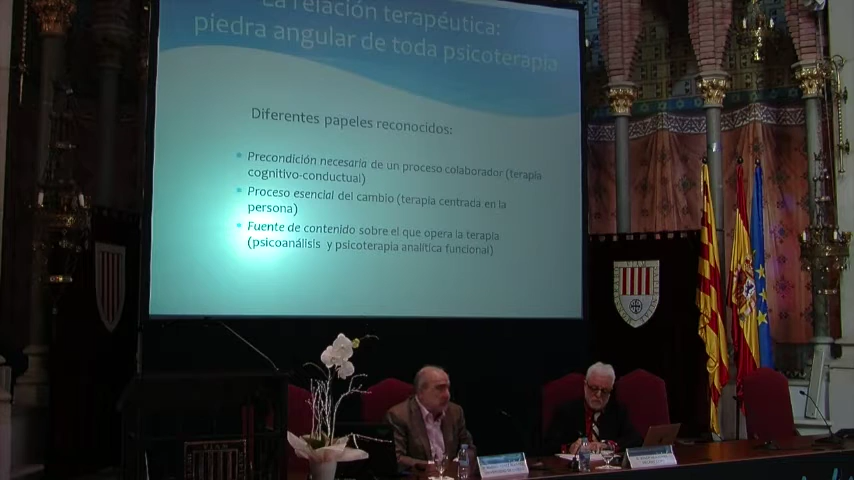 La relación terapéutica:
piedra angular de toda psicoterapia
Diferentes papeles reconocidos:
Precondición necesaria de un proceso colaborador (terapia
cognitivo-conductual)
Proceso esencial del cambio (terapia centrada en la
persona)
Fuente de contenido sobre el que opera la terapia
(psicoanálisis y psicoterapia analítica funcional)